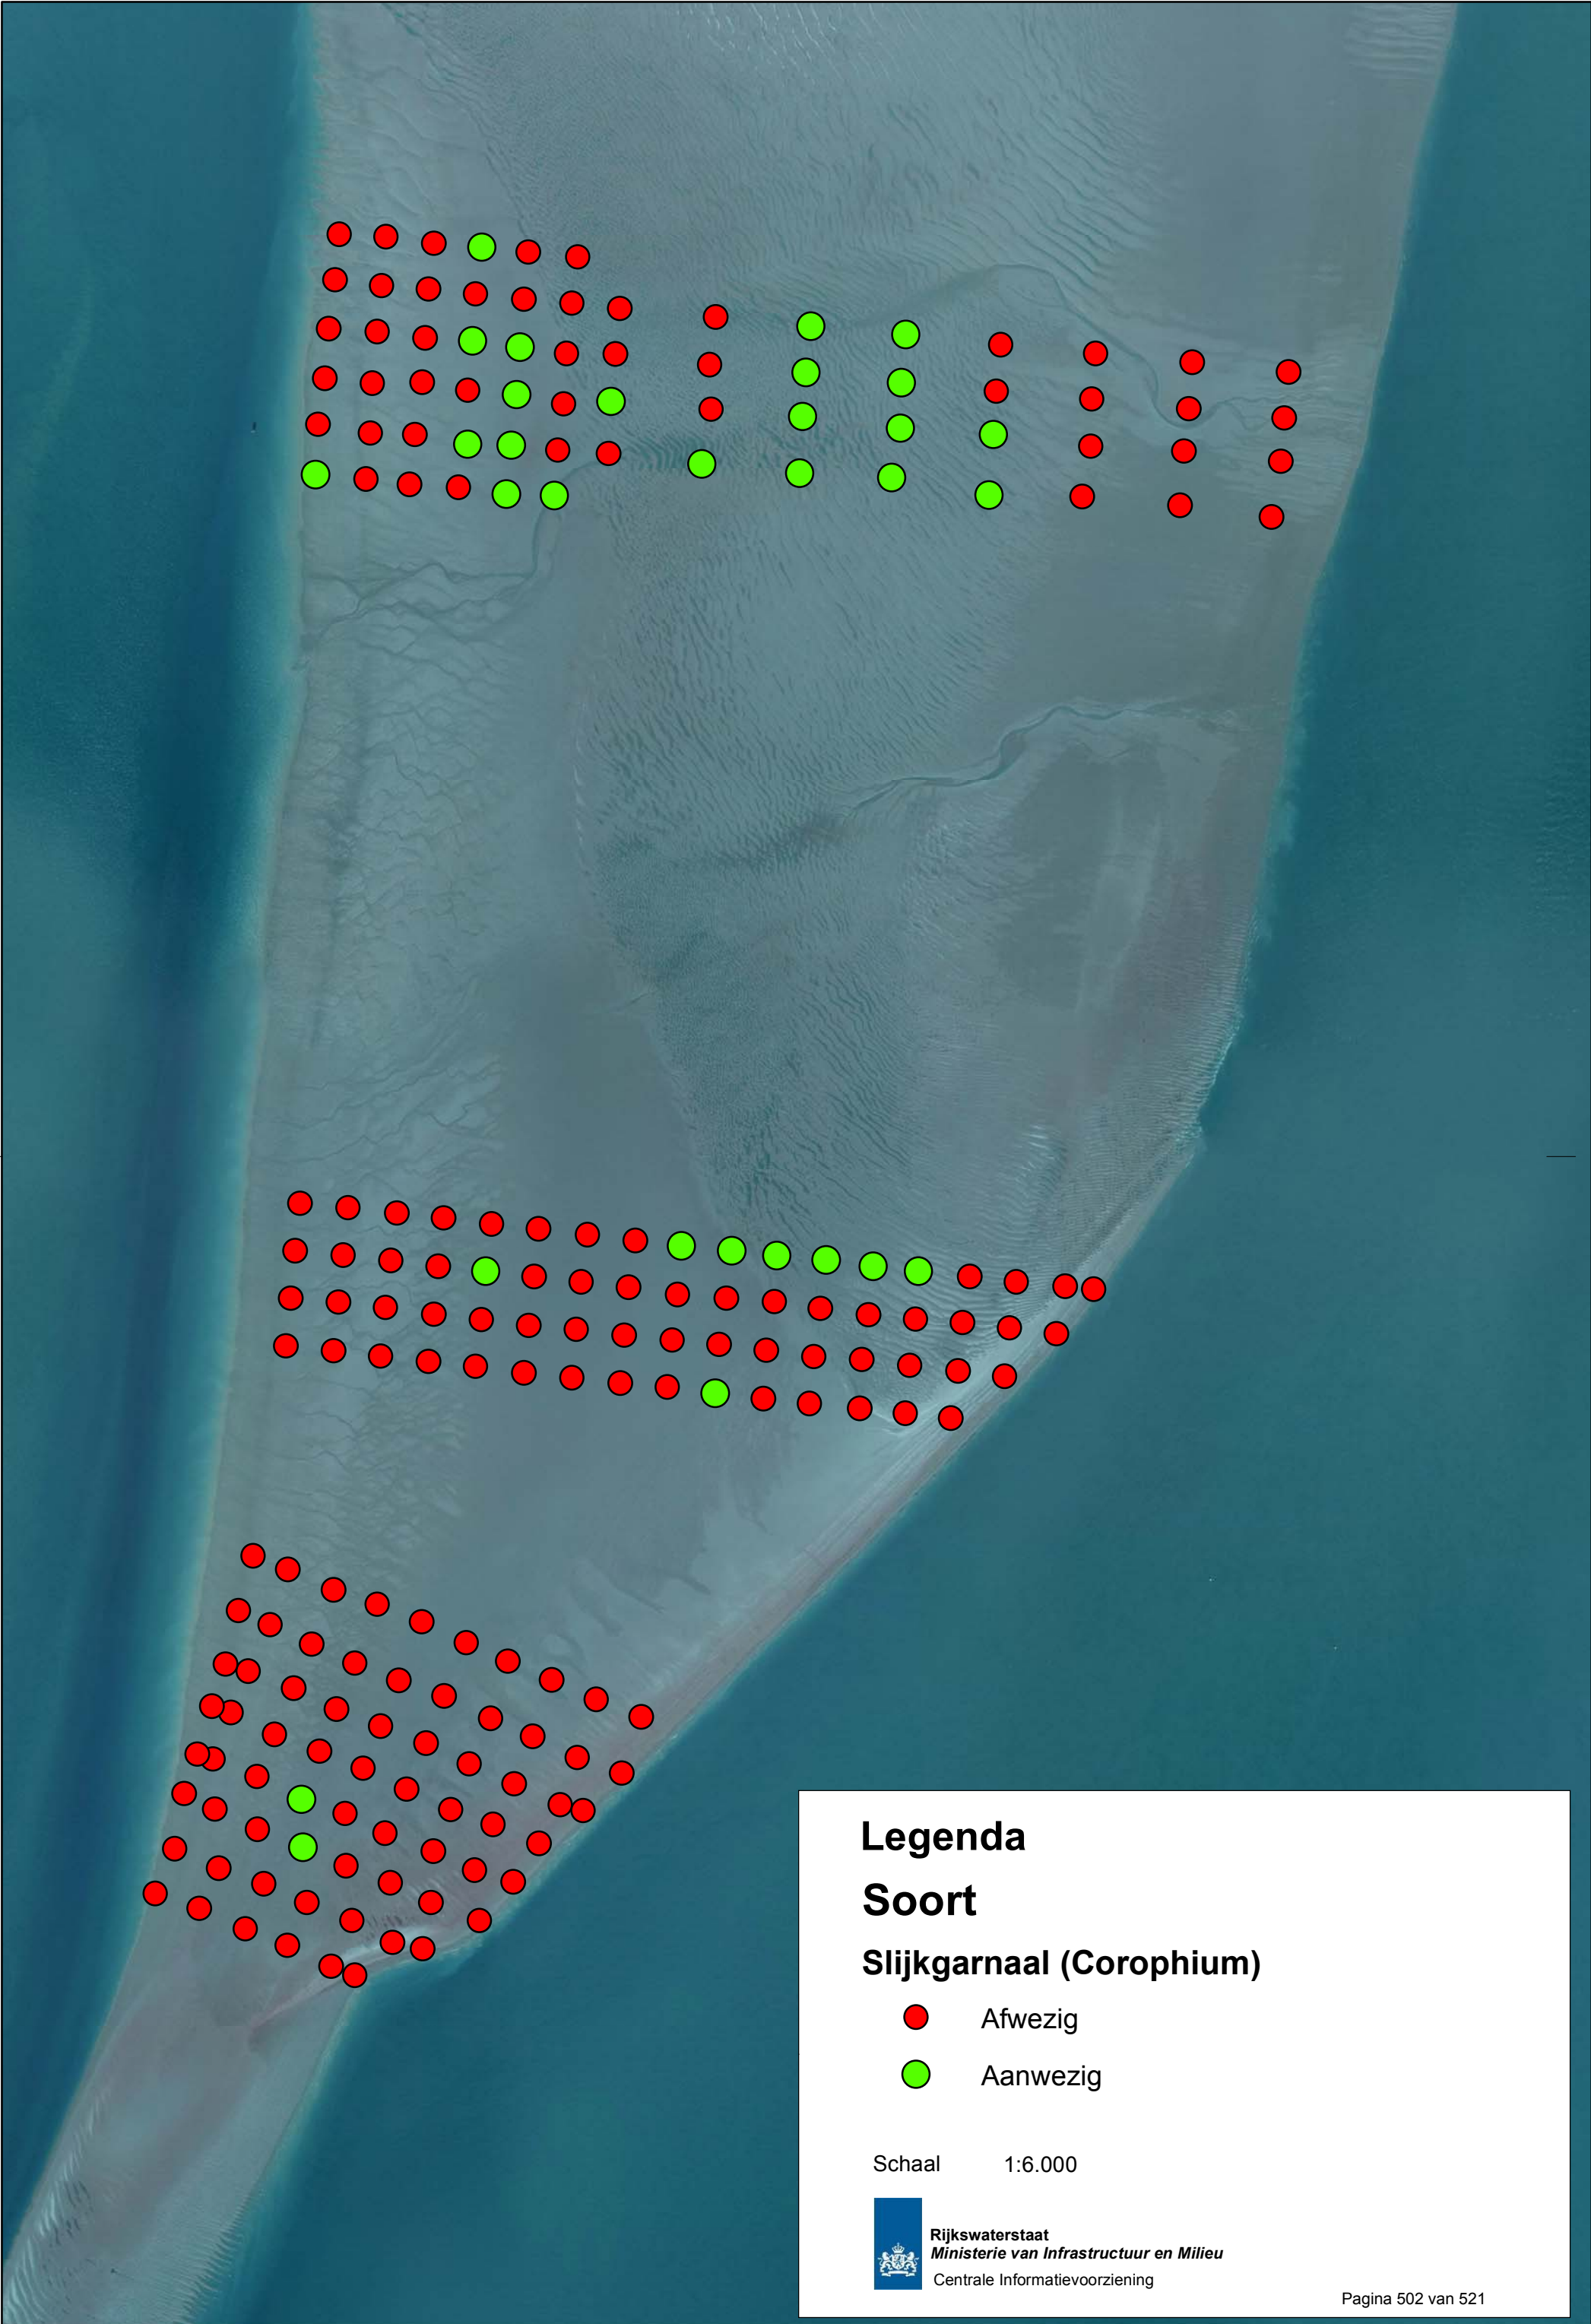 Legenda
Soort
Slijkgarnaal (Corophium)
Afwezig
Aanwezig
Schaal 1:6.000
Rijkswaterstaat
Ministerie van Infrastructuur en Milieu
Centrale Informatievoorziening
Pagina 502 van 521